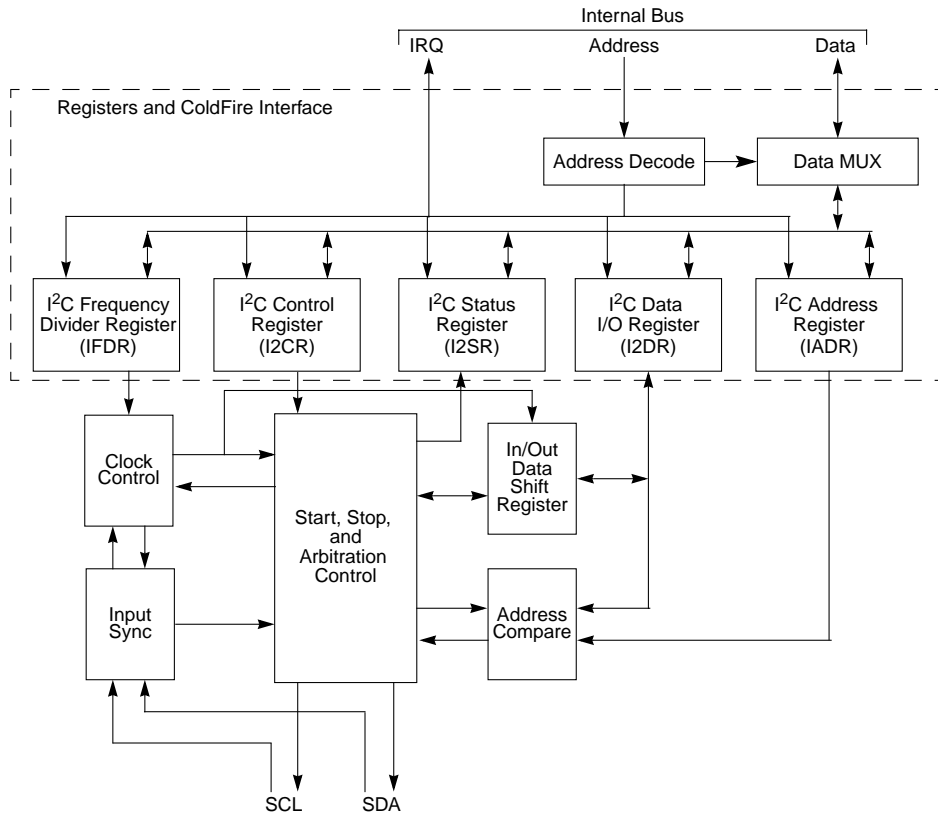 Internal Bus
IRQ
Address
Data
Registers and ColdFire Interface
Address Decode
Data MUX
I²C Frequency
Divider Register
(IFDR)
I²C Control
Register
(I2CR)
I²C Status
Register
(I2SR)
I²C Data
I/O Register
(I2DR)
I²C Address
Register
(IADR)
Clock
Control
Start, Stop,
and
Arbitration
Control
In/Out
Data
Shift
Register
Input
Sync
Address
Compare
SCL
SDA